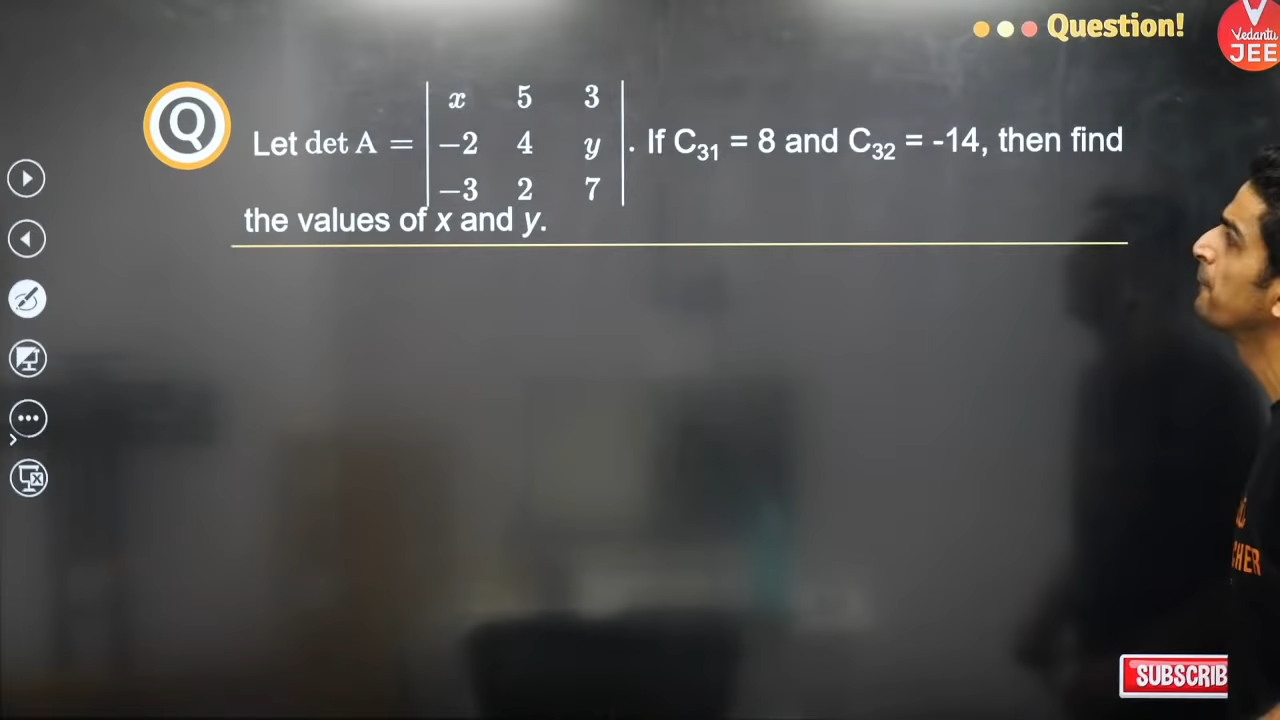 Question!
Vedantu
JEE
Q
Let det A = | x 5 3 |
| −2 4 y |
| −3 2 7 | . If C31 = 8 and C32 = -14, then find
the values of x and y.
HER
SUBSCRIB